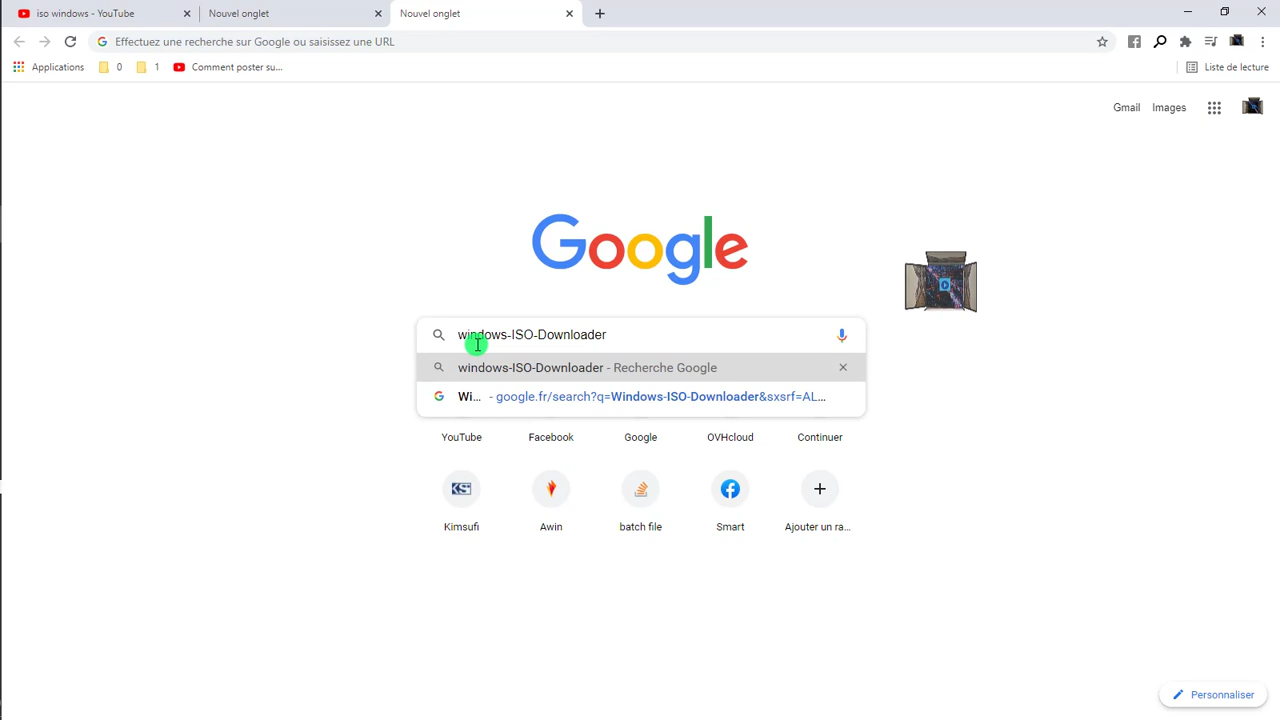 iso windows - YouTube
Nouvel onglet
Nouvel onglet
Effectuez une recherche sur Google ou saisissez une URL
Applications
0
1
Comment poster su...
Liste de lecture
Gmail
Images
Google
windows-ISO-Downloader
windows-ISO-Downloader - Recherche Google
Wi... - google.fr/search?q=Windows-ISO-Downloader&sxsrf=AL...
YouTube
Facebook
Google
OVHcloud
Continuer
Kimsufi
Awin
batch file
Smart
Ajouter un ra...
Personnaliser